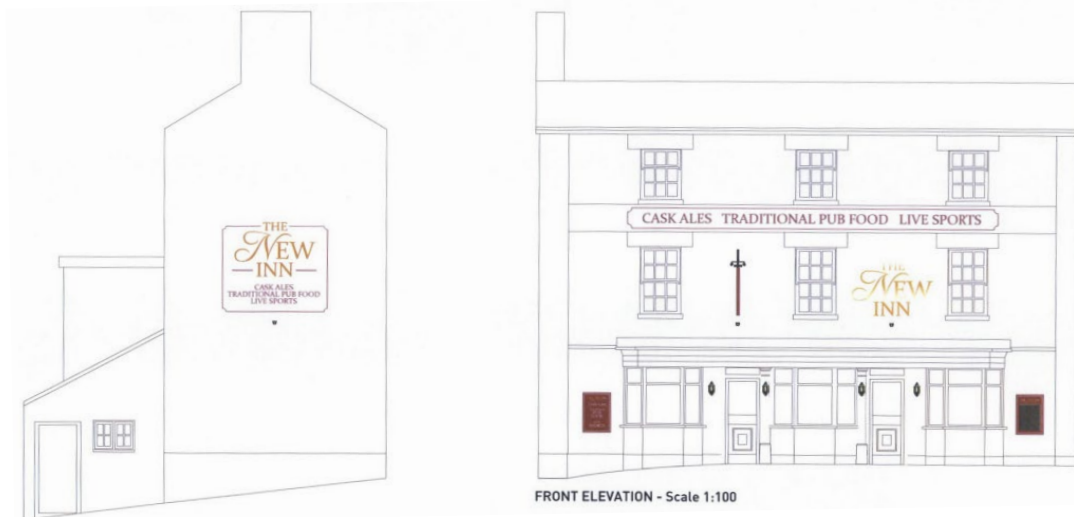 THE
NEW
INN
CASK ALES
TRADITIONAL PUB FOOD
LIVE SPORTS
CASK ALES TRADITIONAL PUB FOOD LIVE SPORTS
THE
NEW
INN
FRONT ELEVATION - Scale 1:100